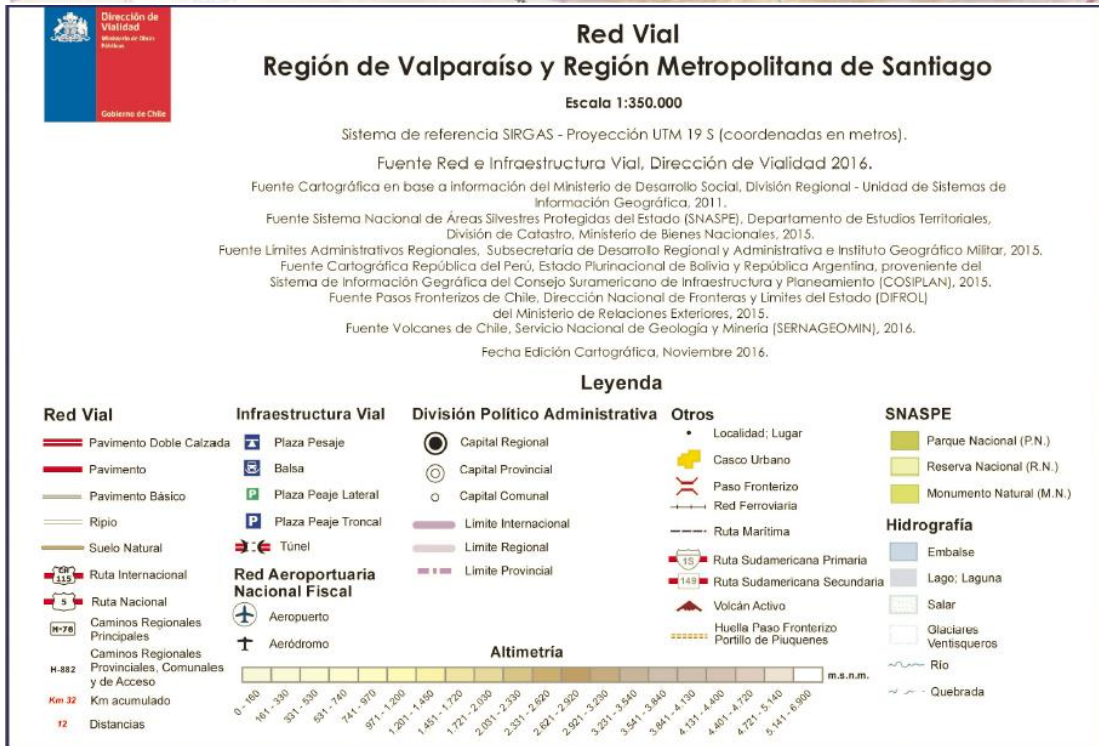 Dirección de
Vialidad
Ministerio de Obras
Públicas
Gobierno de Chile
Red Vial
Región de Valparaíso y Región Metropolitana de Santiago
Escala 1:350.000
Sistema de referencia SIRGAS - Proyección UTM 19 S (coordenadas en metros).
Fuente Red e Infraestructura Vial, Dirección de Vialidad 2016.
Fuente Cartográfica en base a información del Ministerio de Desarrollo Social, División Regional - Unidad de Sistemas de
Información Geográfica, 2011.
Fuente Sistema Nacional de Áreas Silvestres Protegidas del Estado (SNASPE), Departamento de Estudios Territoriales,
División de Catastro, Ministerio de Bienes Nacionales, 2015.
Fuente Límites Administrativos Regionales, Subsecretaría de Desarrollo Regional y Administrativa e Instituto Geográfico Militar, 2015.
Fuente Cartográfica República del Perú, Estado Plurinacional de Bolivia y República Argentina, proveniente del
Sistema de Información Gegráfica del Consejo Suramericano de Infraestructura y Planeamiento (COSIPLAN), 2015.
Fuente Pasos Fronterizos de Chile, Dirección Nacional de Fronteras y Limites del Estado (DIFROL)
del Ministerio de Relaciones Exteriores, 2015.
Fuente Volcanes de Chile, Servicio Nacional de Geología y Minería (SERNAGEOMIN), 2016.
Fecha Edición Cartográfica, Noviembre 2016.
Leyenda
Red Vial
Pavimento Doble Calzada
Pavimento
Pavimento Básico
Ripio
Suelo Natural
CH 115 Ruta Internacional
5 Ruta Nacional
H-76 Caminos Regionales
Principales
Caminos Regionales
H-882 Provinciales, Comunales
y de Acceso
Km 32 Km acumulado
12 Distancias
Infraestructura Vial
Plaza Pesaje
Balsa
P Plaza Peaje Lateral
P Plaza Peaje Troncal
Túnel
Red Aeroportuaria
Nacional Fiscal
Aeropuerto
Aeródromo
División Político Administrativa
Capital Regional
Capital Provincial
Capital Comunal
Limite Internacional
Limite Regional
Limite Provincial
Otros
Localidad; Lugar
Casco Urbano
Paso Fronterizo
Red Ferroviaria
Ruta Marítima
15 Ruta Sudamericana Primaria
149 Ruta Sudamericana Secundaria
Volcán Activo
Huella Paso Fronterizo
Portillo de Piuquenes
SNASPE
Parque Nacional (P.N.)
Reserva Nacional (R.N.)
Monumento Natural (M.N.)
Hidrografía
Embalse
Lago; Laguna
Salar
Glaciares
Ventisqueros
Río
Quebrada
Altimetría
m.s.n.m.
0 - 160
161 - 330
331 - 530
531 - 740
741 - 970
971 - 1.200
1.201 - 1.450
1.451 - 1.720
1.721 - 2.030
2.031 - 2.330
2.331 - 2.620
2.621 - 2.920
2.921 - 3.230
3.231 - 3.540
3.541 - 3.840
3.841 - 4.130
4.131 - 4.400
4.401 - 4.720
4.721 - 5.140
5.141 - 6.900